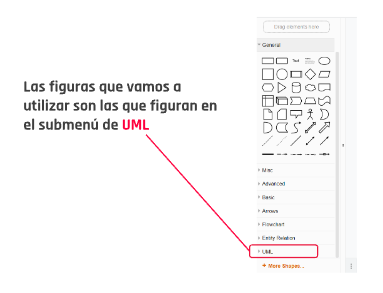 Drag elements here
General
Text
Las figuras que vamos a
utilizar son las que figuran en
el submenú de UML
Misc
Advanced
Basic
Arrows
Flowchart
Entity Relation
UML
+ More Shapes...